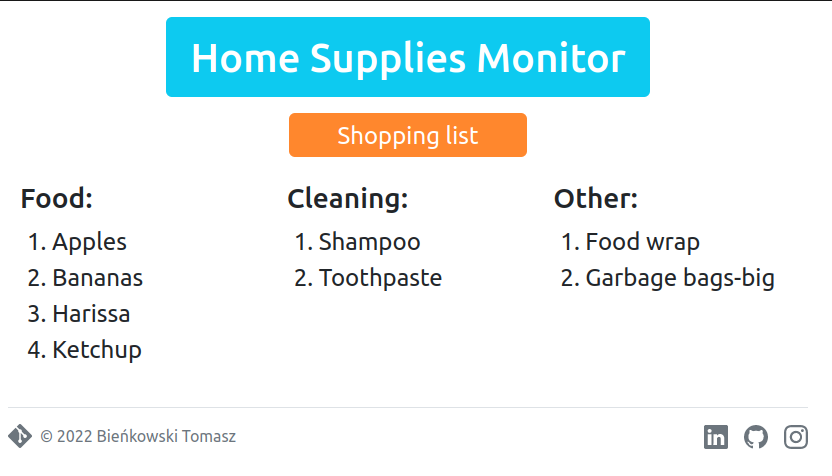 Home Supplies Monitor
Shopping list
Food:
1. Apples
2. Bananas
3. Harissa
4. Ketchup
Cleaning:
1. Shampoo
2. Toothpaste
Other:
1. Food wrap
2. Garbage bags-big
© 2022 Bieńkowski Tomasz
in